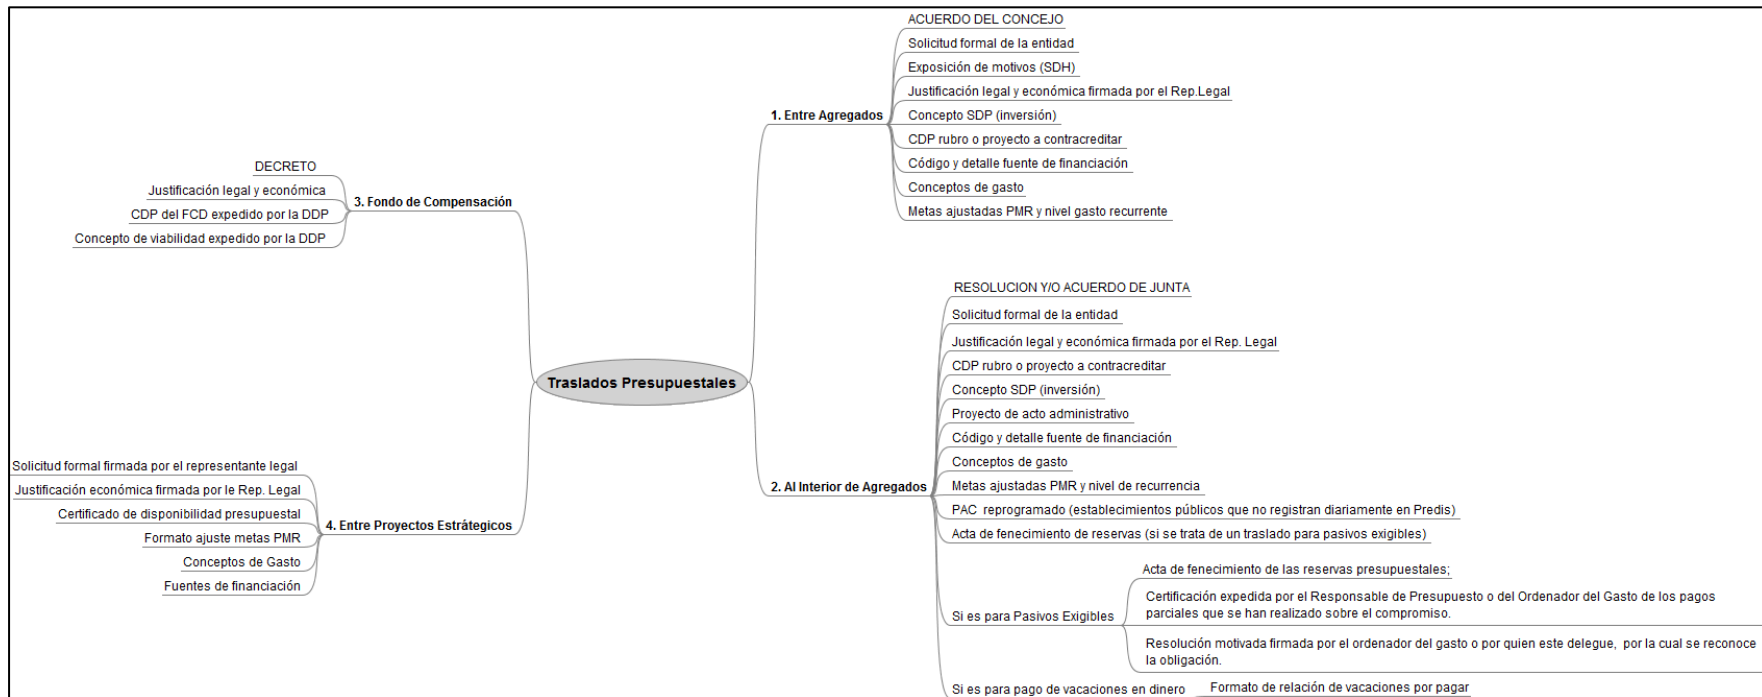 Traslados Presupuestales
1. Entre Agregados
ACUERDO DEL CONCEJO
Solicitud formal de la entidad
Exposición de motivos (SDH)
Justificación legal y económica firmada por el Rep.Legal
Concepto SDP (inversión)
CDP rubro o proyecto a contracreditar
Código y detalle fuente de financiación
Conceptos de gasto
Metas ajustadas PMR y nivel gasto recurrente
2. Al Interior de Agregados
RESOLUCION Y/O ACUERDO DE JUNTA
Solicitud formal de la entidad
Justificación legal y económica firmada por el Rep. Legal
CDP rubro o proyecto a contracreditar
Concepto SDP (inversión)
Proyecto de acto administrativo
Código y detalle fuente de financiación
Conceptos de gasto
Metas ajustadas PMR y nivel de recurrencia
PAC  reprogramado (establecimientos públicos que no registran diariamente en Predis)
Acta de fenecimiento de reservas (si se trata de un traslado para pasivos exigibles)
Si es para Pasivos Exigibles
Acta de fenecimiento de las reservas presupuestales;
Certificación expedida por el Responsable de Presupuesto o del Ordenador del Gasto de los pagos
parciales que se han realizado sobre el compromiso.
Resolución motivada firmada por el ordenador del gasto o por quien este delegue,  por la cual se reconoce
la obligación.
Si es para pago de vacaciones en dinero
Formato de relación de vacaciones por pagar
3. Fondo de Compensación
DECRETO
Justificación legal y económica
CDP del FCD expedido por la DDP
Concepto de viabilidad expedido por la DDP
4. Entre Proyectos Estrátegicos
Solicitud formal firmada por el representante legal
Justificación económica firmada por le Rep. Legal
Certificado de disponibilidad presupuestal
Formato ajuste metas PMR
Conceptos de Gasto
Fuentes de financiación